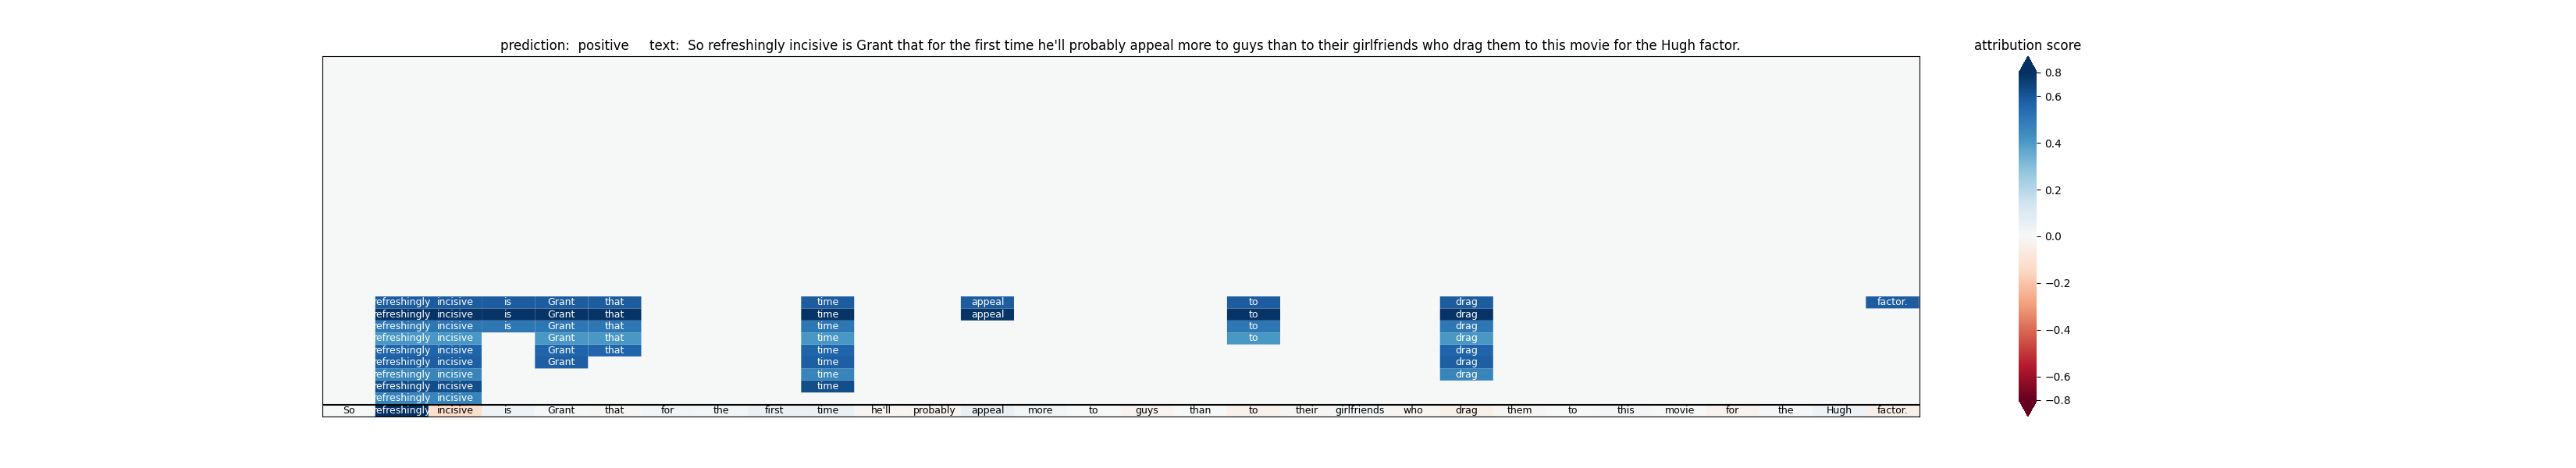 prediction:  positive     text:  So refreshingly incisive is Grant that for the first time he'll probably appeal more to guys than to their girlfriends who drag them to this movie for the Hugh factor.
attribution score
0.8
0.6
0.4
0.2
0.0
−0.2
−0.4
−0.6
−0.8
refreshingly incisive is Grant that time appeal to drag factor.
refreshingly incisive is Grant that time appeal to drag
refreshingly incisive is Grant that time to drag
refreshingly incisive Grant that time to drag
refreshingly incisive Grant that time drag
refreshingly incisive Grant time drag
refreshingly incisive time drag
refreshingly incisive time
refreshingly incisive
So refreshingly incisive is Grant that for the first time he'll probably appeal more to guys than to their girlfriends who drag them to this movie for the Hugh factor.